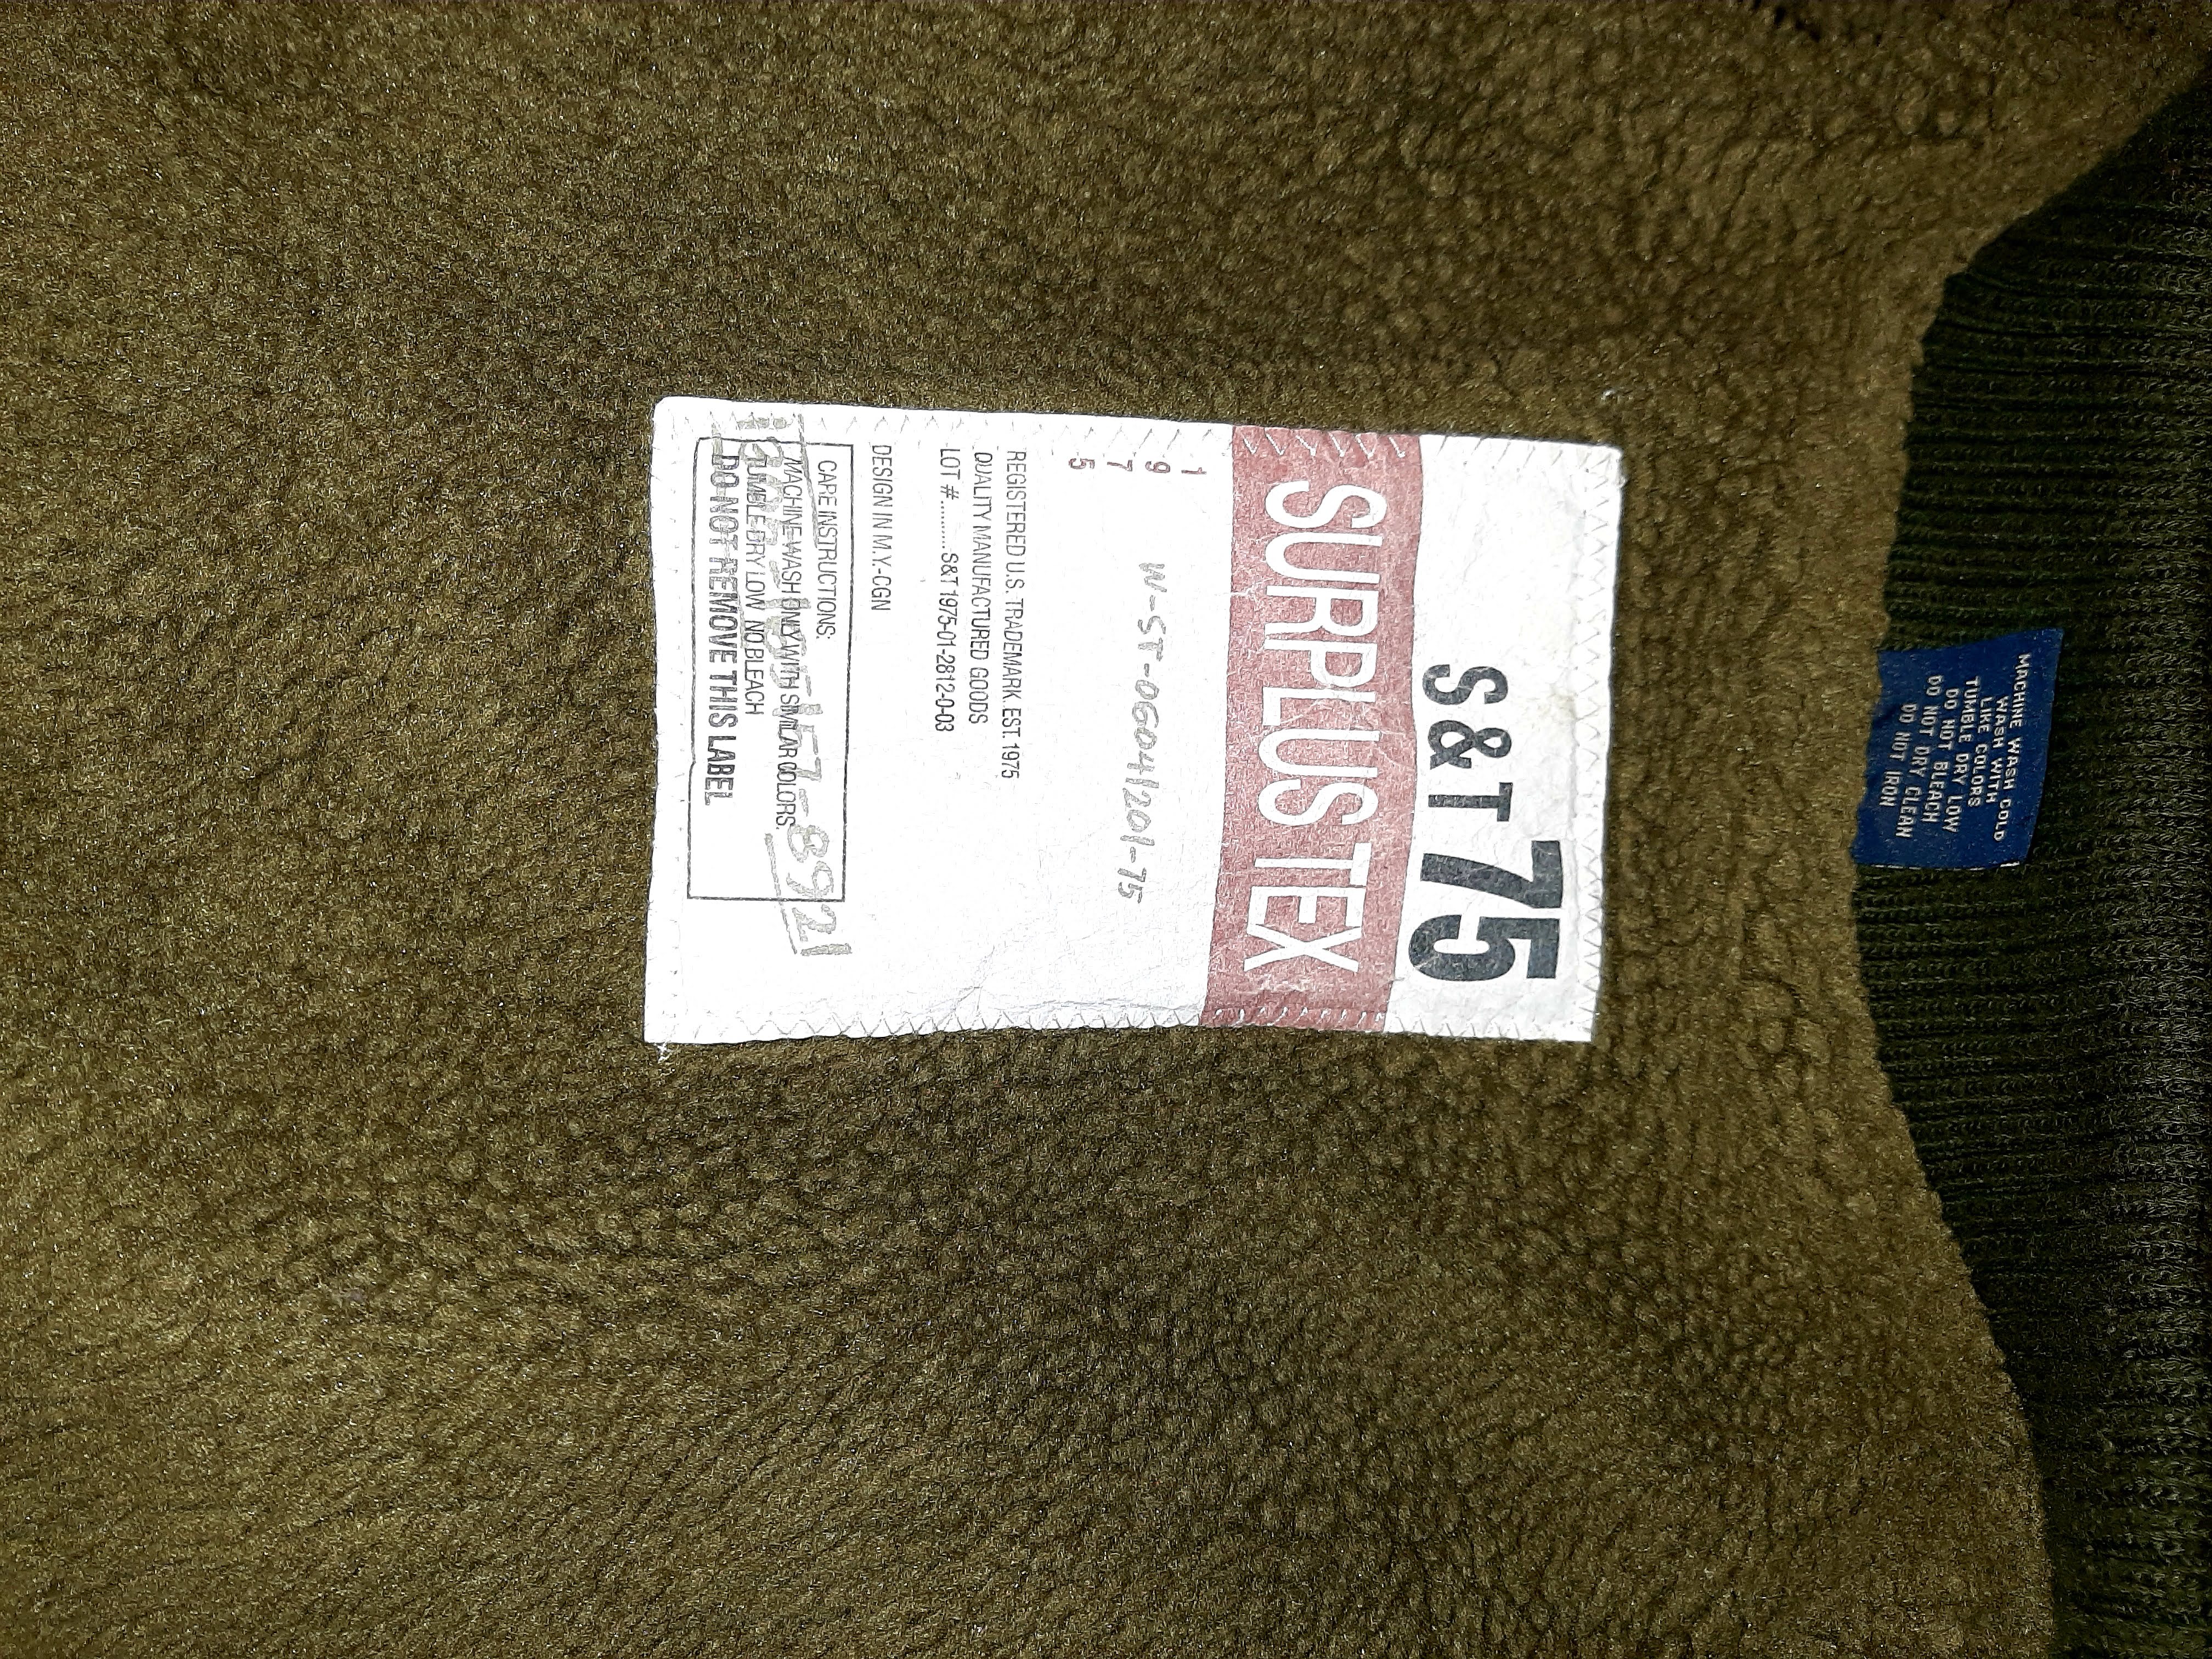 S&T 75
SURPLUS TEX
1
9
7
5
W-ST-0G041201-75
REGISTERED U.S. TRADEMARK. EST. 1975
QUALITY MANUFACTURED GOODS
LOT #..........S&T 1975-01-2812-0-03
DESIGN IN M.Y.-CGN
CARE INSTRUCTIONS:
MACHINE WASH ONLY WITH SIMILAR COLORS.
TUMBLE DRY LOW NO BLEACH
DO NOT REMOVE THIS LABEL
57-8921
MACHINE WASH COLD
WASH WITH
LIKE COLORS
TUMBLE DRY LOW
DO NOT BLEACH
DO NOT DRY CLEAN
DO NOT IRON